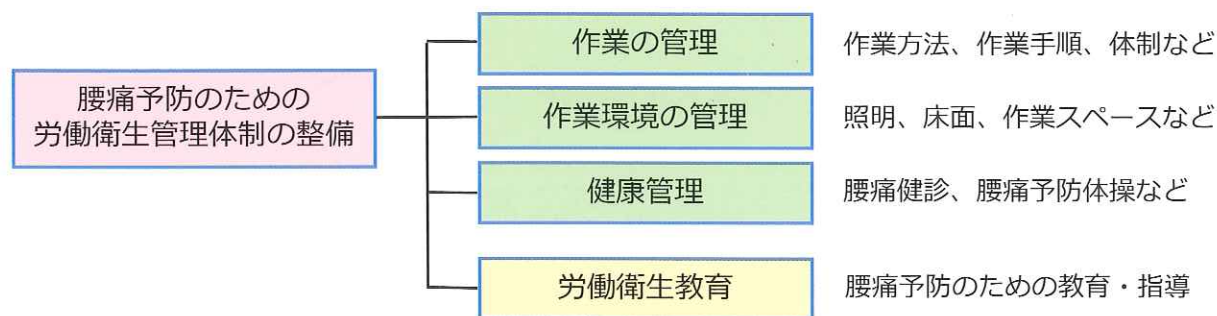 腰痛予防のための
労働衛生管理体制の整備
作業の管理
作業方法、作業手順、体制など
作業環境の管理
照明、床面、作業スペースなど
健康管理
腰痛健診、腰痛予防体操など
労働衛生教育
腰痛予防のための教育・指導